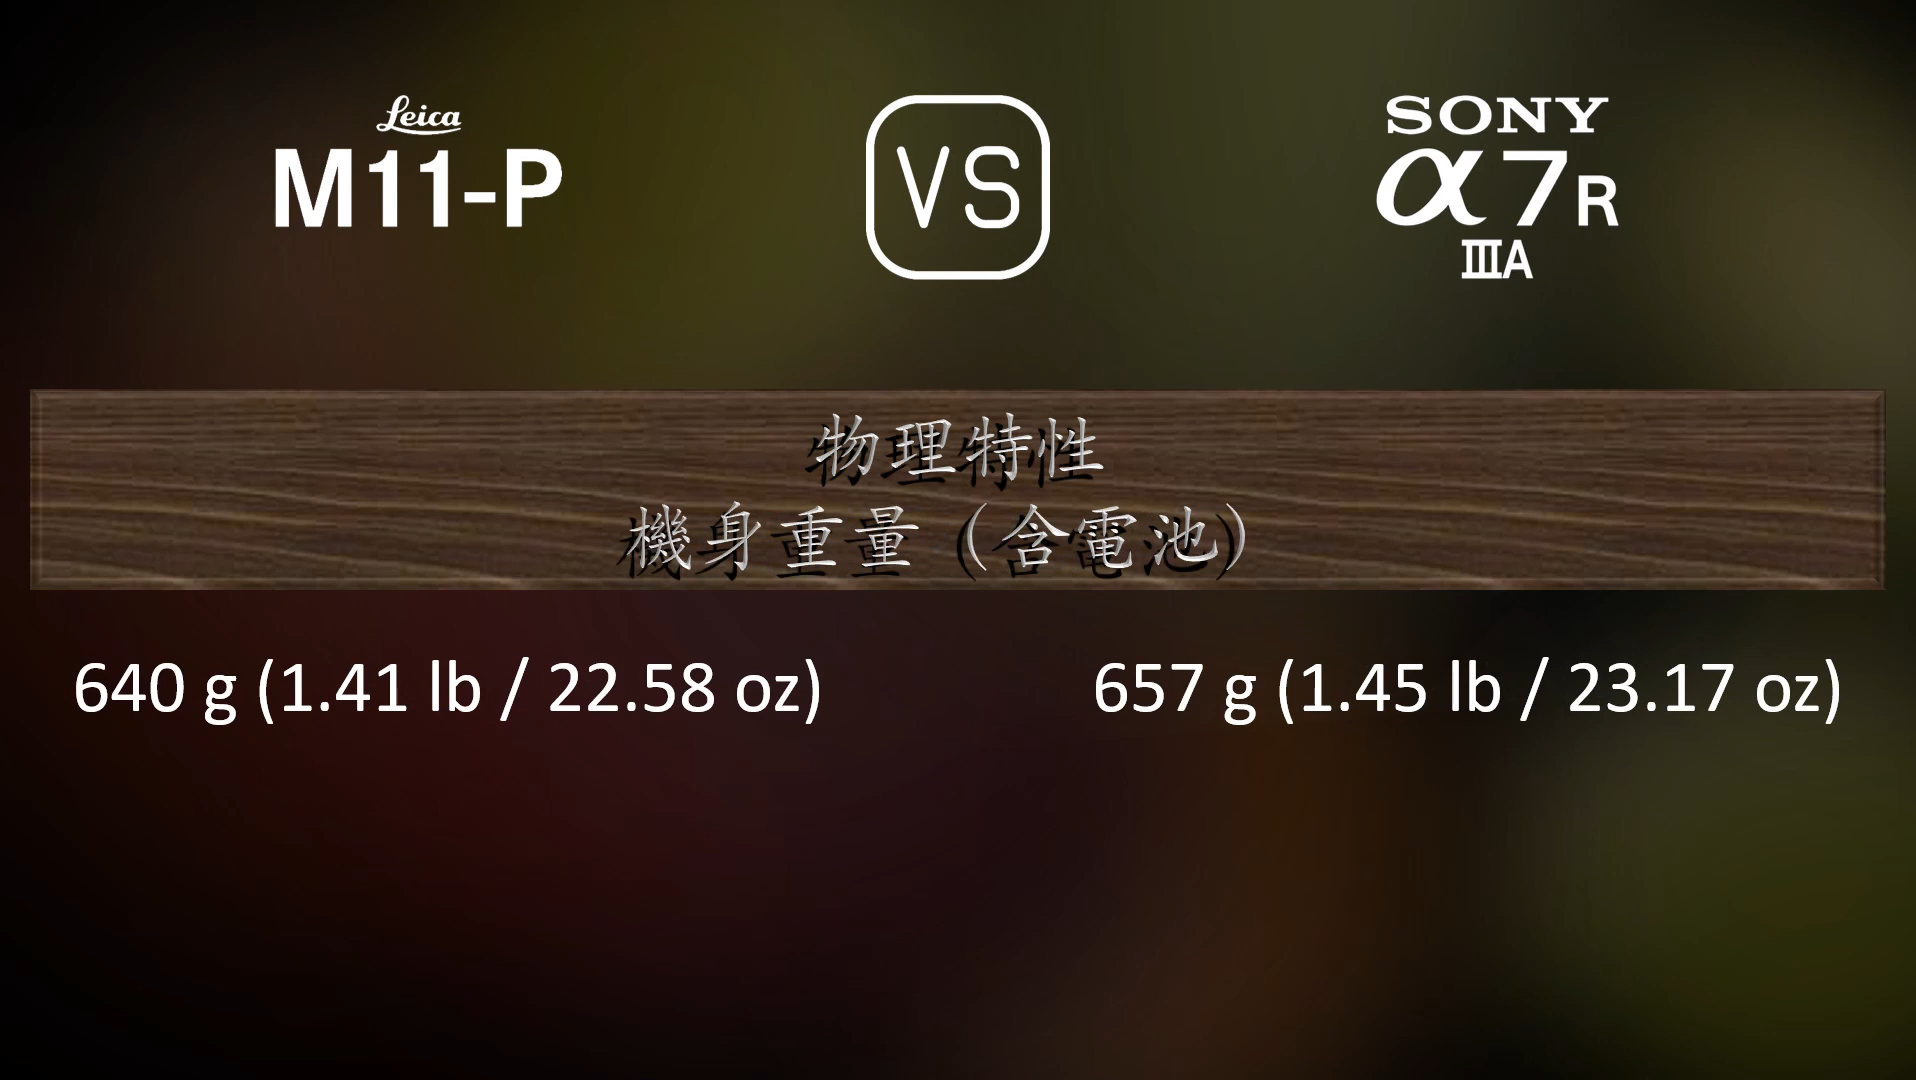 Leica
M11-P
VS
SONY
α7R
ⅢA
物理特性
機身重量（含電池）
640 g (1.41 lb / 22.58 oz)
657 g (1.45 lb / 23.17 oz)